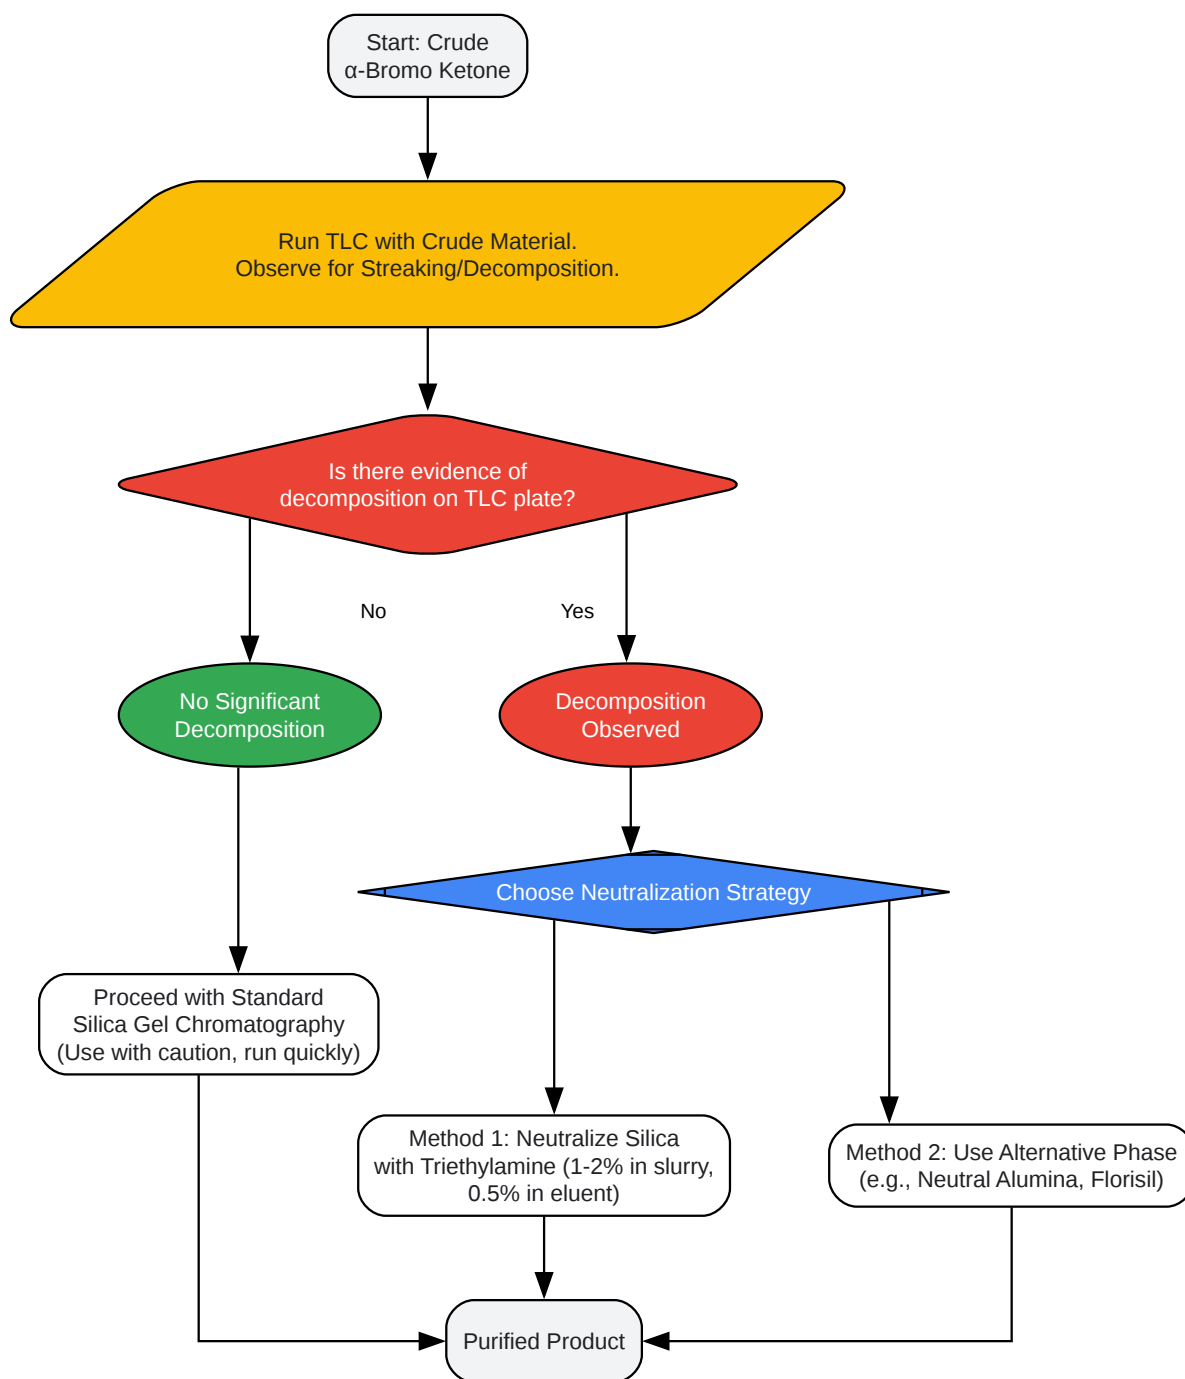 Start: Crude
α-Bromo Ketone
Run TLC with Crude Material.
Observe for Streaking/Decomposition.
Is there evidence of
decomposition on TLC plate?
No
Yes
No Significant
Decomposition
Decomposition
Observed
Choose Neutralization Strategy
Proceed with Standard
Silica Gel Chromatography
(Use with caution, run quickly)
Method 1: Neutralize Silica
with Triethylamine (1-2% in slurry,
0.5% in eluent)
Method 2: Use Alternative Phase
(e.g., Neutral Alumina, Florisil)
Purified Product